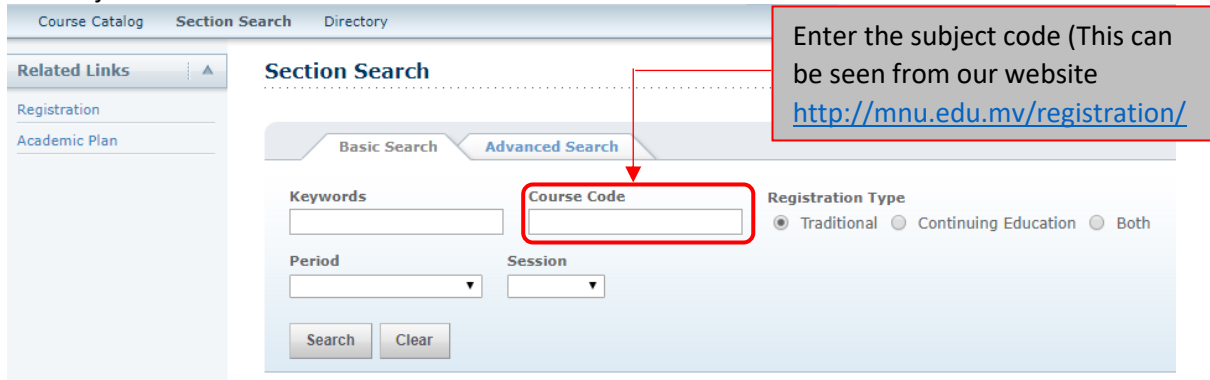 Course Catalog Section Search Directory
Enter the subject code (This can
be seen from our website
http://mnu.edu.mv/registration/
Related Links
Registration
Academic Plan
Section Search
Basic Search Advanced Search
Keywords Course Code Registration Type
Traditional Continuing Education Both
Period Session
Search Clear